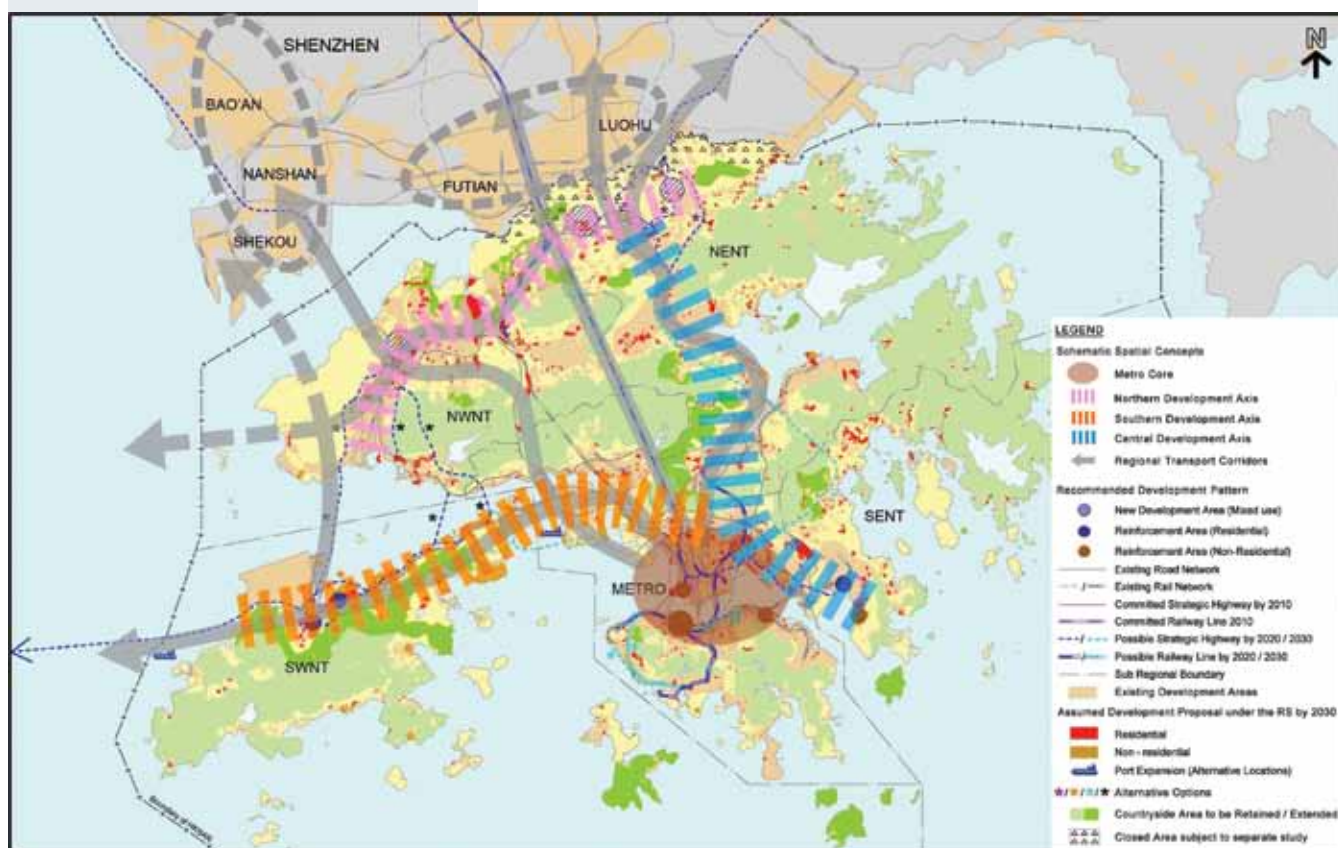 N
SHENZHEN
BAO'AN
LUOHU
NANSHAN
FUTIAN
SHEKOU
NENT
NWNT
SENT
METRO
SWNT
Boundary of HKSAR
LEGEND
Schematic Spatial Concepts
Metro Core
Northern Development Axis
Southern Development Axis
Central Development Axis
Regional Transport Corridors
Recommended Development Pattern
New Development Area (Mixed use)
Reinforcement Area (Residential)
Reinforcement Area (Non-Residential)
Existing Road Network
Existing Rail Network
Committed Strategic Highway by 2010
Committed Railway Line 2010
Possible Strategic Highway by 2020 / 2030
Possible Railway Line by 2020 / 2030
Sub Regional Boundary
Existing Development Areas
Assumed Development Proposal under the RS by 2030
Residential
Non - residential
Port Expansion (Alternative Locations)
Alternative Options
Countryside Area to be Retained / Extended
Closed Area subject to separate study